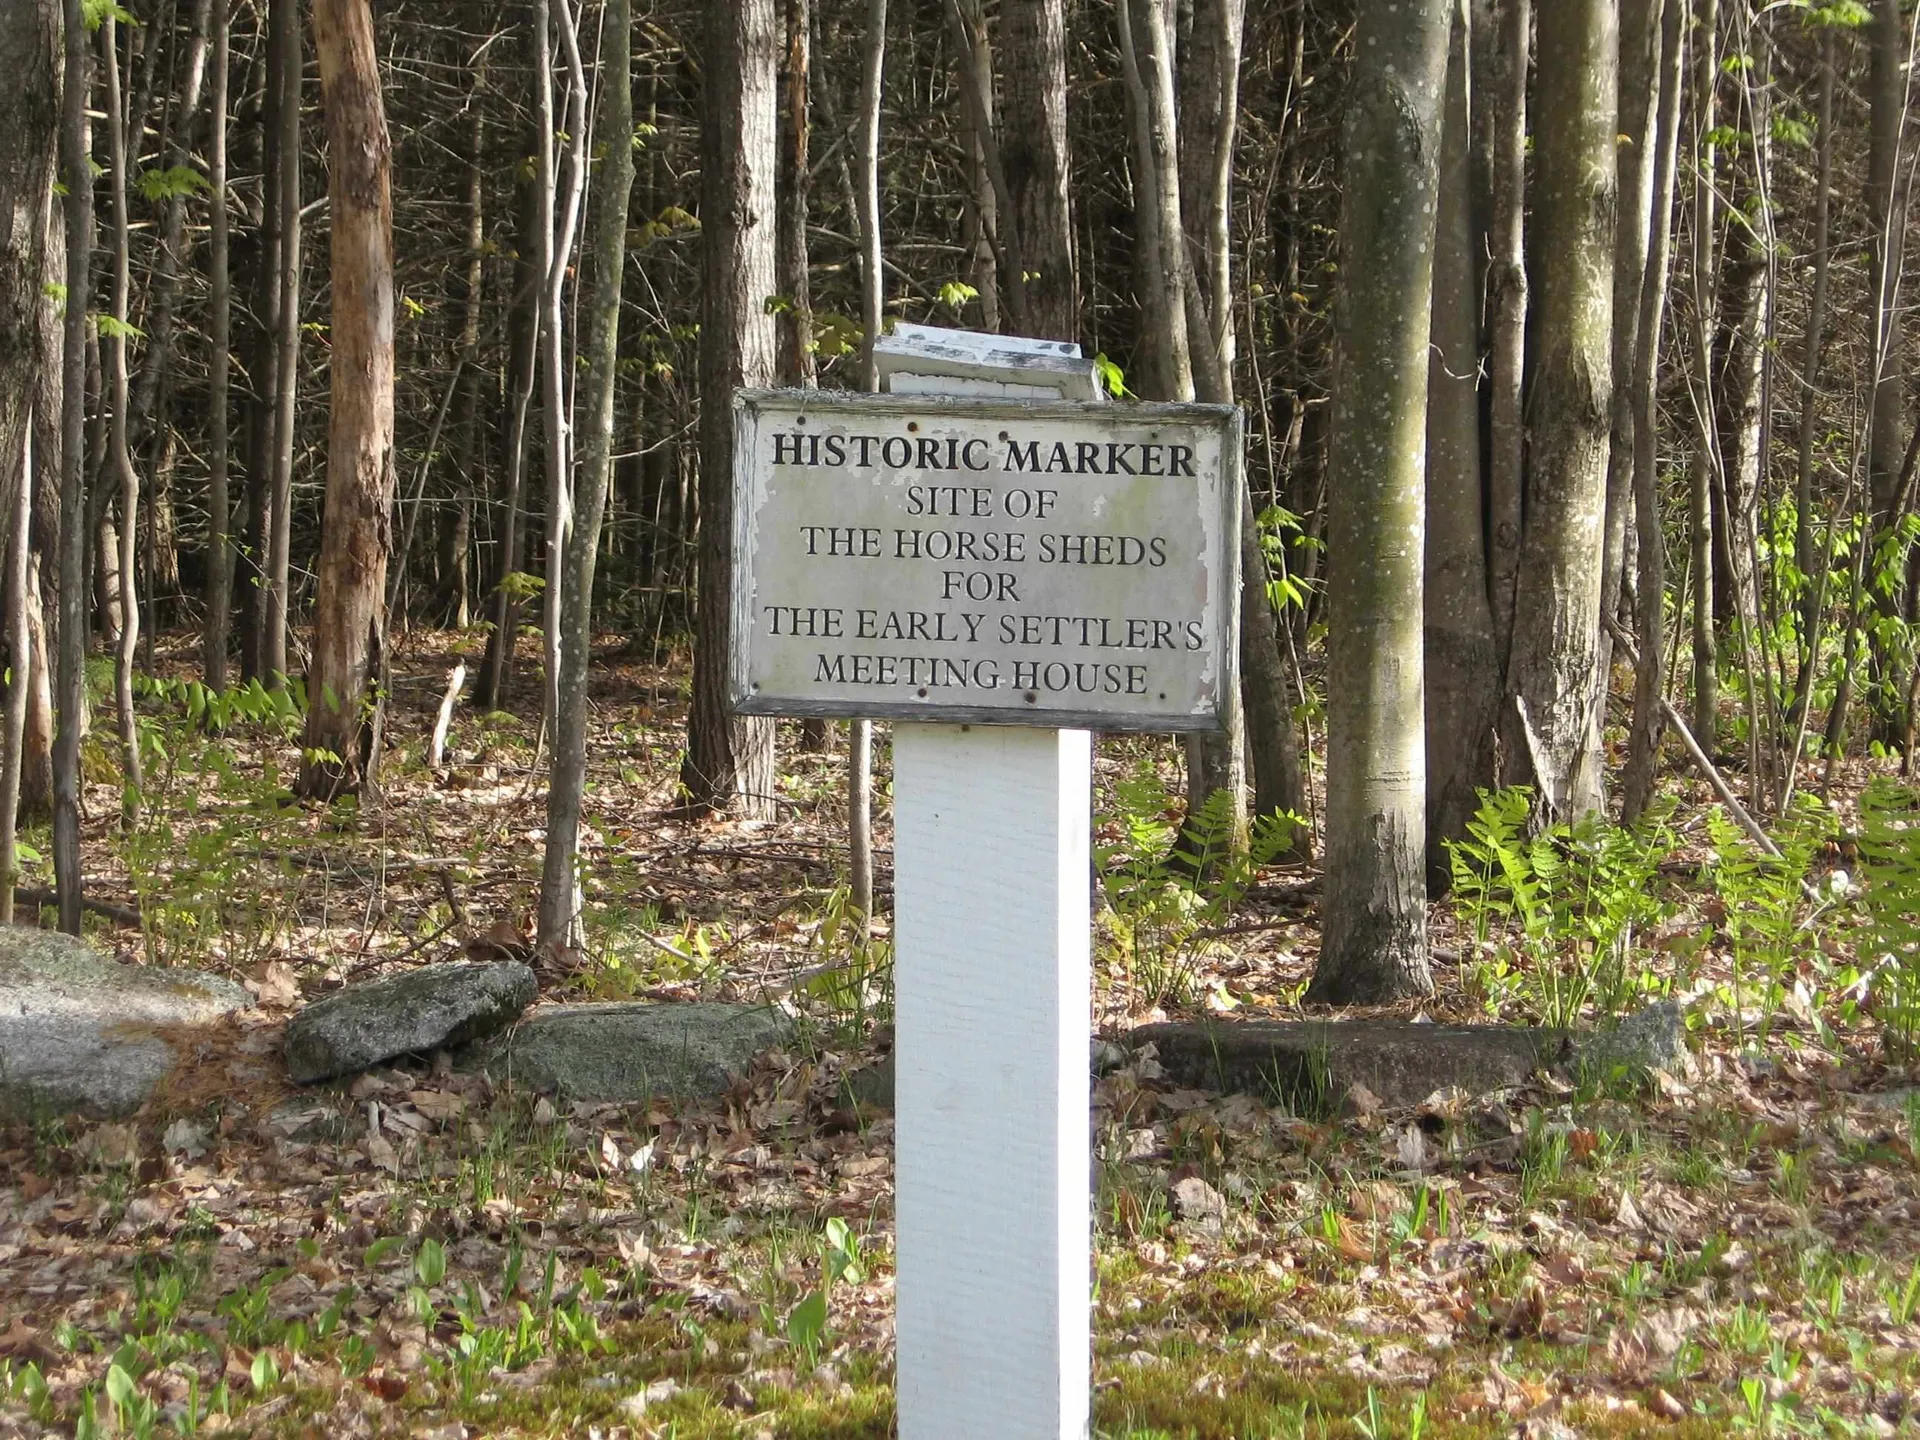 HISTORIC MARKER
SITE OF
THE HORSE SHEDS
FOR
THE EARLY SETTLER'S
MEETING HOUSE